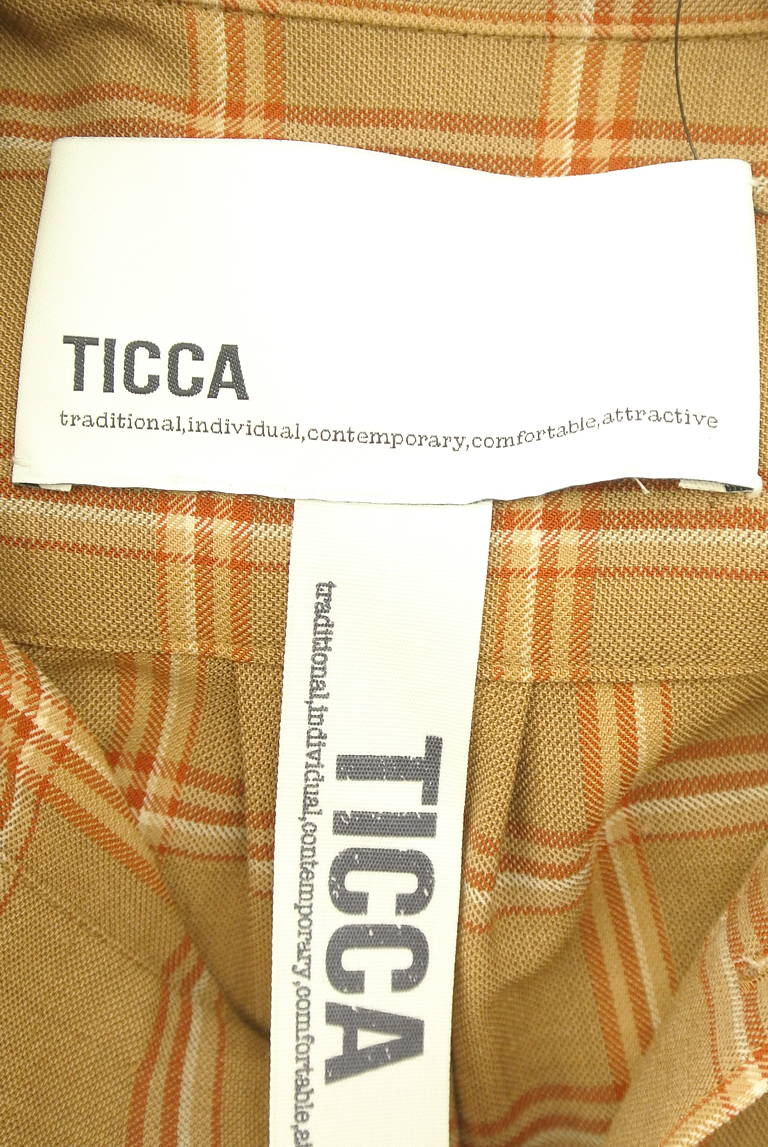 TICCA
traditional,individual,contemporary,comfortable,attractive
traditional,individual,contemporary,comfortable,a
TICCA